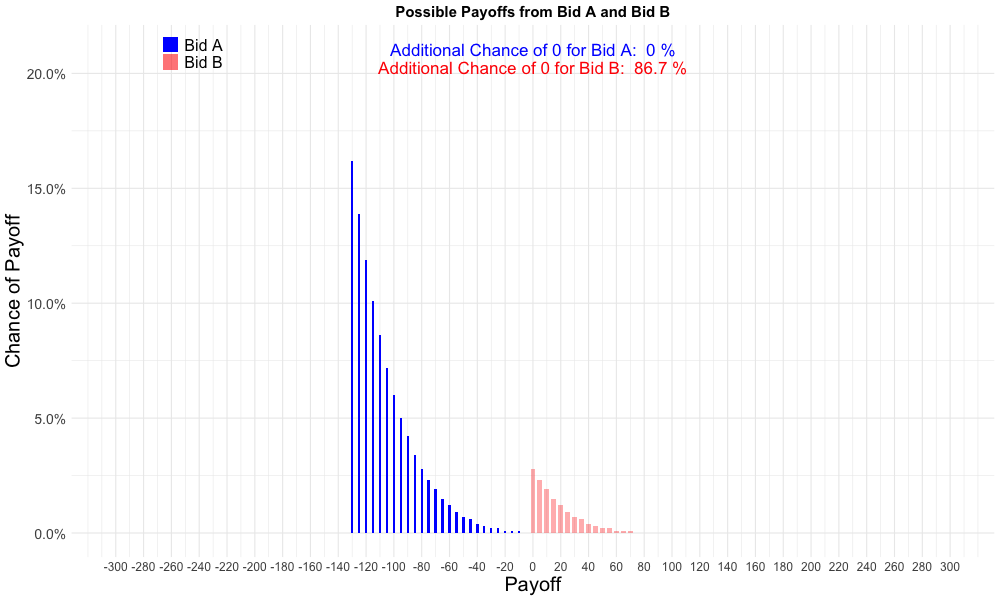 Possible Payoffs from Bid A and Bid B
Bid A
Bid B
Additional Chance of 0 for Bid A:  0 %
Additional Chance of 0 for Bid B:  86.7 %
Chance of Payoff
20.0%
15.0%
10.0%
5.0%
0.0%
-300 -280 -260 -240 -220 -200 -180 -160 -140 -120 -100 -80 -60 -40 -20 0 20 40 60 80 100 120 140 160 180 200 220 240 260 280 300
Payoff